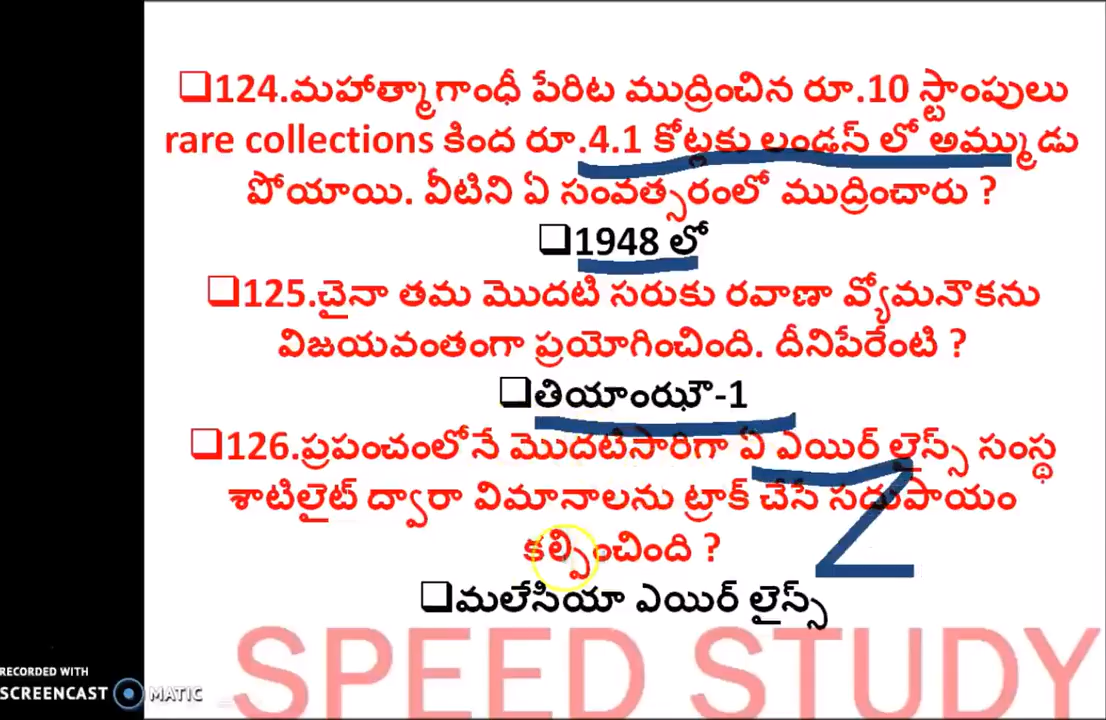 ❑124.మహాత్మాగాంధీ పేరిట ముద్రించిన రూ.10 స్టాంపులు
rare collections కింద రూ.4.1 కోట్లకు లండన్ లో అమ్ముడు
పోయాయి. వీటిని ఏ సంవత్సరంలో ముద్రించారు ?
❑1948 లో
❑125.చైనా తమ మొదటి సరుకు రవాణా వ్యోమనౌకను
విజయవంతంగా ప్రయోగించింది. దీనిపేరేంటి ?
❑తియాంఝౌ-1
❑126.ప్రపంచంలోనే మొదటిసారిగా ఏ ఎయిర్ లైన్స్ సంస్థ
శాటిలైట్ ద్వారా విమానాలను ట్రాక్ చేసే సదుపాయం
కల్పించింది ?
2
❑మలేసియా ఎయిర్ లైన్స్
SPEED STUDY
RECORDED WITH
SCREENCAST MATIC